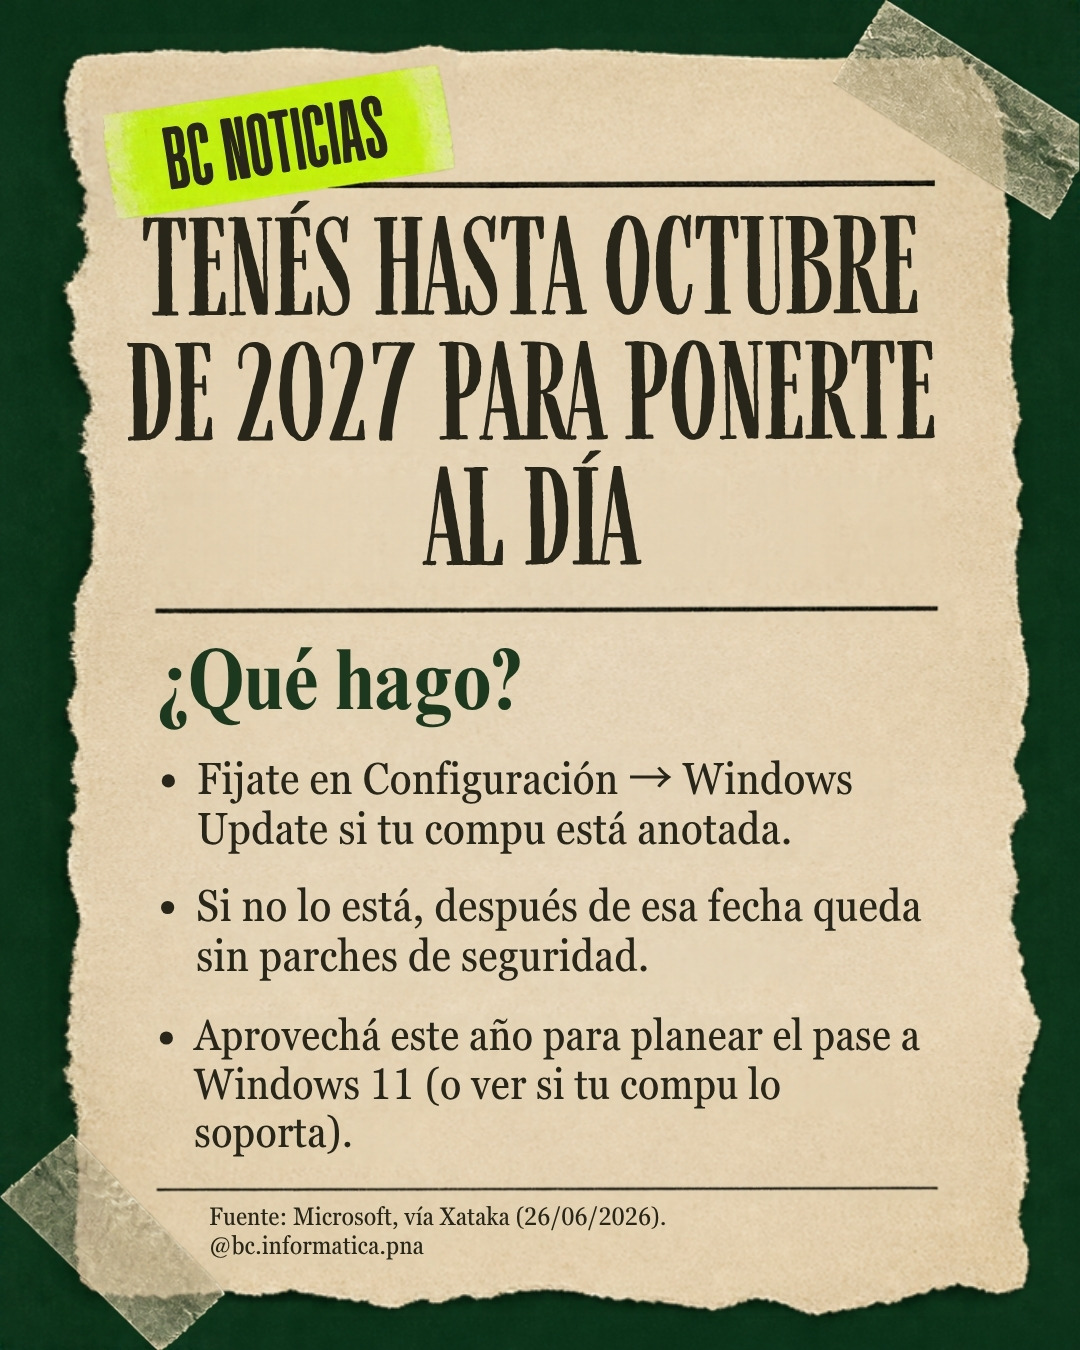 BC NOTICIAS
TENÉS HASTA OCTUBRE
DE 2027 PARA PONERTE
AL DÍA
¿Qué hago?
• Fijate en Configuración → Windows
Update si tu compu está anotada.
• Si no lo está, después de esa fecha queda
sin parches de seguridad.
• Aprovechá este año para planear el pase a
Windows 11 (o ver si tu compu lo
soporta).
Fuente: Microsoft, vía Xataka (26/06/2026).
@bc.informatica.pna